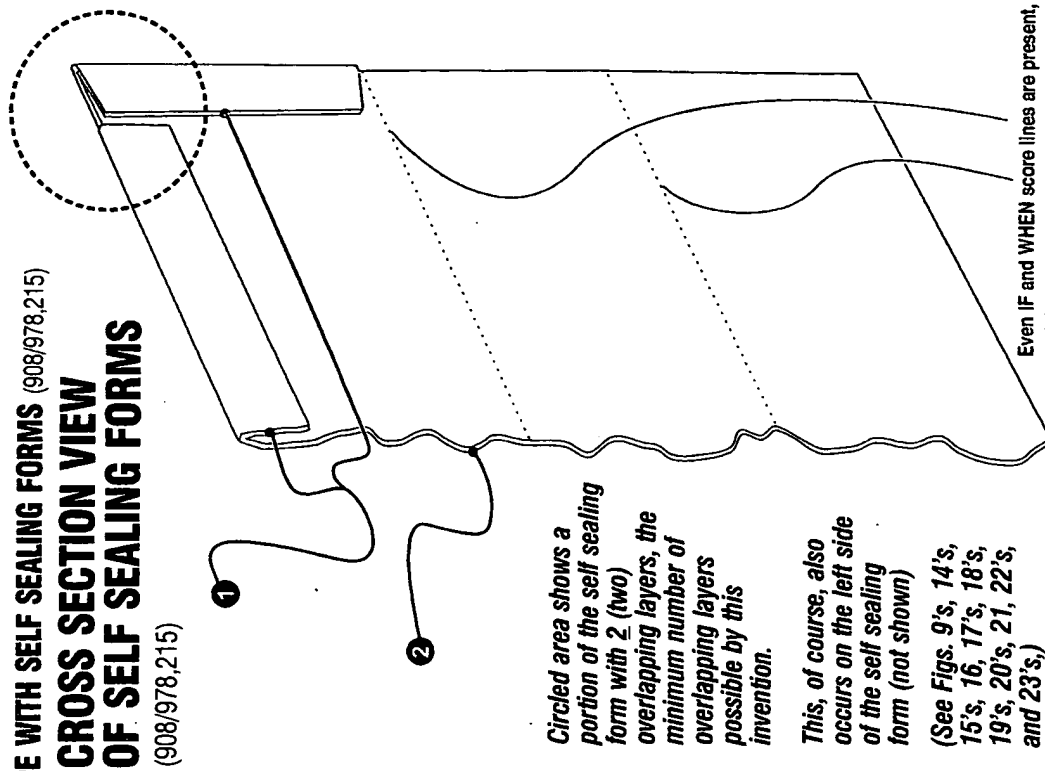 E WITH SELF SEALING FORMS (908/978,215)
CROSS SECTION VIEW
OF SELF SEALING FORMS
(908/978,215)
1
2
Circled area shows a
portion of the self sealing
form with 2 (two)
overlapping layers, the
minimum number of
overlapping layers
possible by this
invention.
This, of course, also
occurs on the left side
of the self sealing
form (not shown)
(See Figs. 9's, 14's,
15's, 16, 17's, 18's,
19's, 20's, 21, 22's,
and 23's,)
Even IF and WHEN score lines are present,